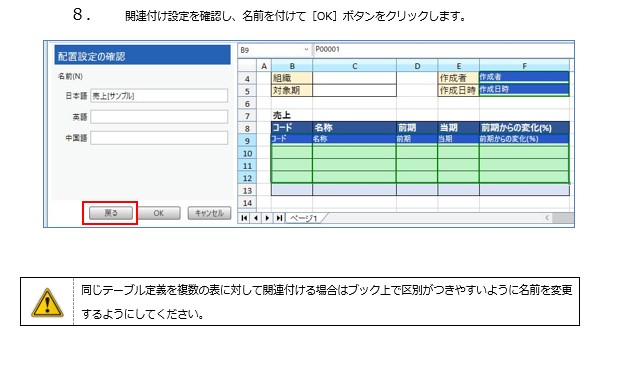 ８． 関連付け設定を確認し、名前を付けて［OK］ボタンをクリックします。
配置設定の確認
名前(N)
日本語 売上[サンプル]
英語
中国語
戻る OK キャンセル
B9 P00001
A B C D E F
4 組織 作成者 作成者
5 対象期 作成日時 作成日時
6
7 売上
8 コード 名称 前期 当期 前期からの変化(%)
9 コード 名称 前期 当期 前期からの変化(%)
10
11
12
13
14
ページ1
同じテーブル定義を複数の表に対して関連付ける場合はブック上で区別がつきやすいように名前を変更
するようにしてください。